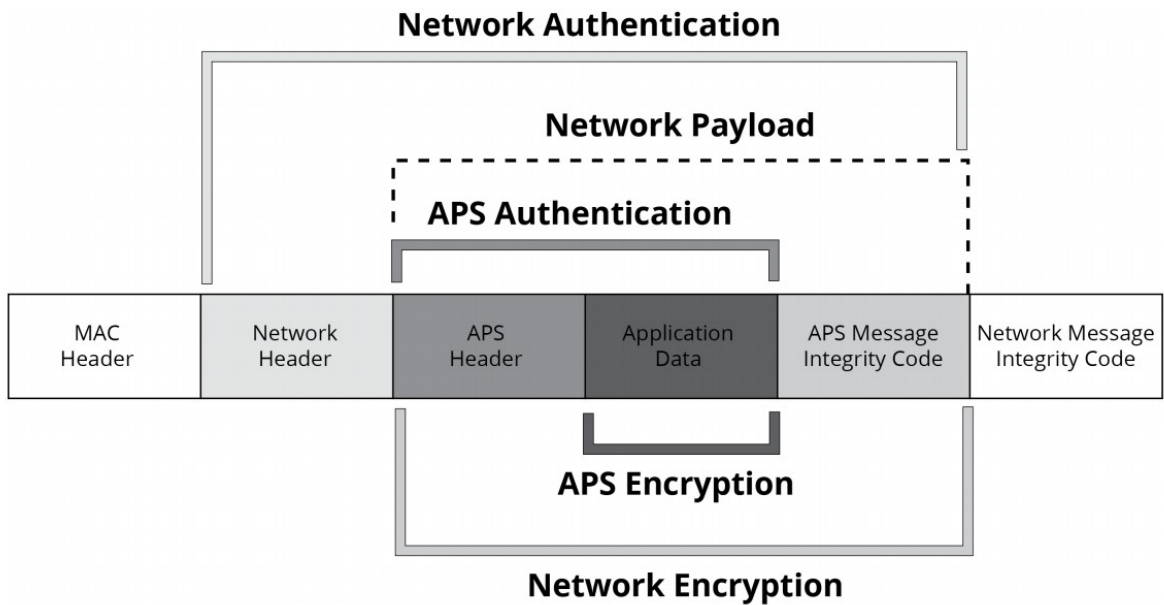 Network Authentication
Network Payload
APS Authentication
MAC
Header
Network
Header
APS
Header
Application
Data
APS Message
Integrity Code
Network Message
Integrity Code
APS Encryption
Network Encryption